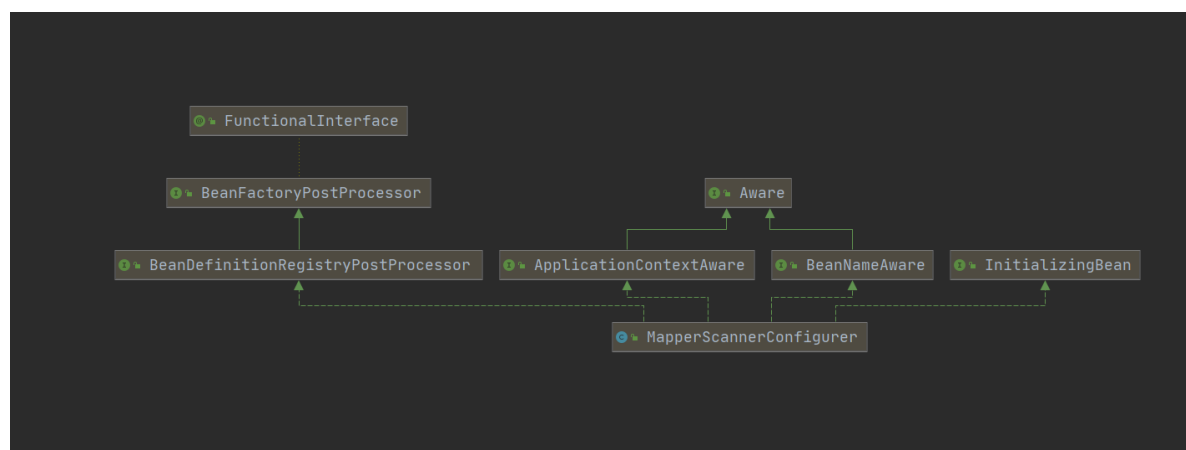 FunctionalInterface
BeanFactoryPostProcessor
Aware
BeanDefinitionRegistryPostProcessor
ApplicationContextAware
BeanNameAware
InitializingBean
MapperScannerConfigurer